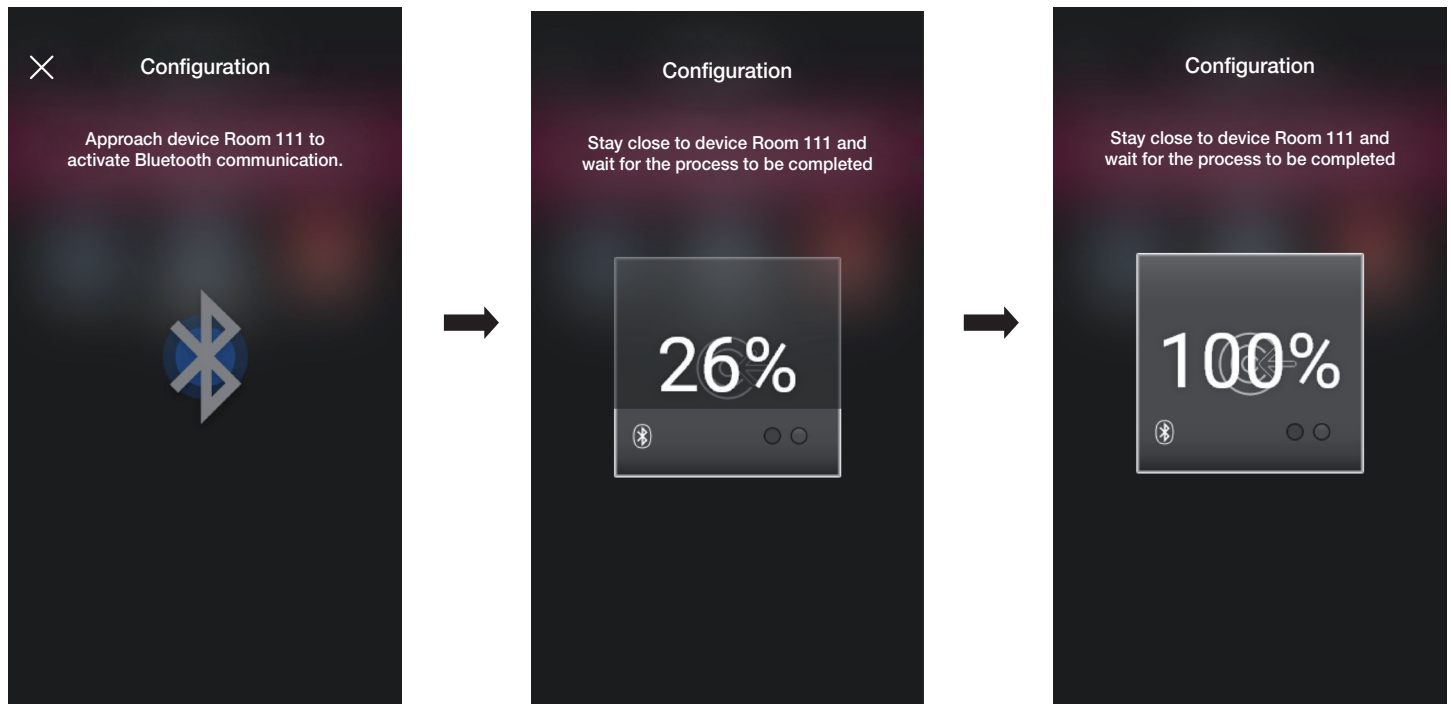 Configuration
Approach device Room 111 to
activate Bluetooth communication.
Configuration
Stay close to device Room 111 and
wait for the process to be completed
26%
Configuration
Stay close to device Room 111 and
wait for the process to be completed
100%